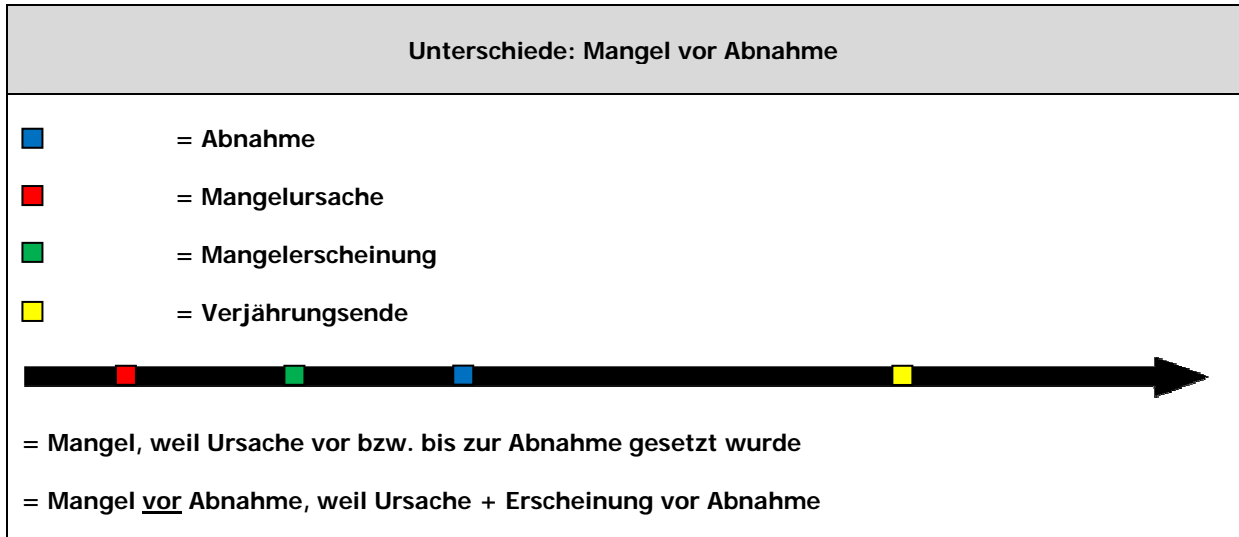 Unterschiede: Mangel vor Abnahme
= Abnahme
= Mangelursache
= Mangelerscheinung
= Verjährungsende
= Mangel, weil Ursache vor bzw. bis zur Abnahme gesetzt wurde
= Mangel vor Abnahme, weil Ursache + Erscheinung vor Abnahme